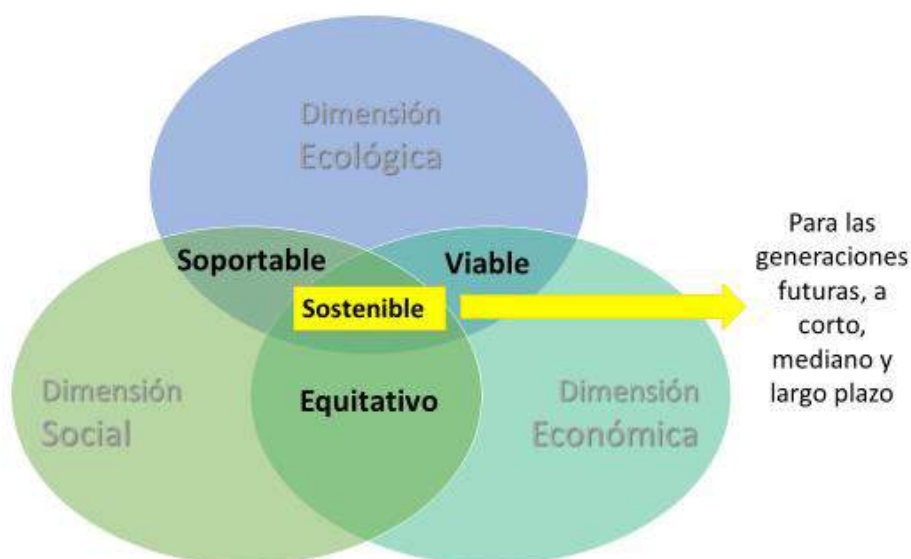 Dimensión
Ecológica
Soportable
Viable
Sostenible
Equitativo
Dimensión
Social
Dimensión
Económica
Para las
generaciones
futuras, a
corto,
mediano y
largo plazo